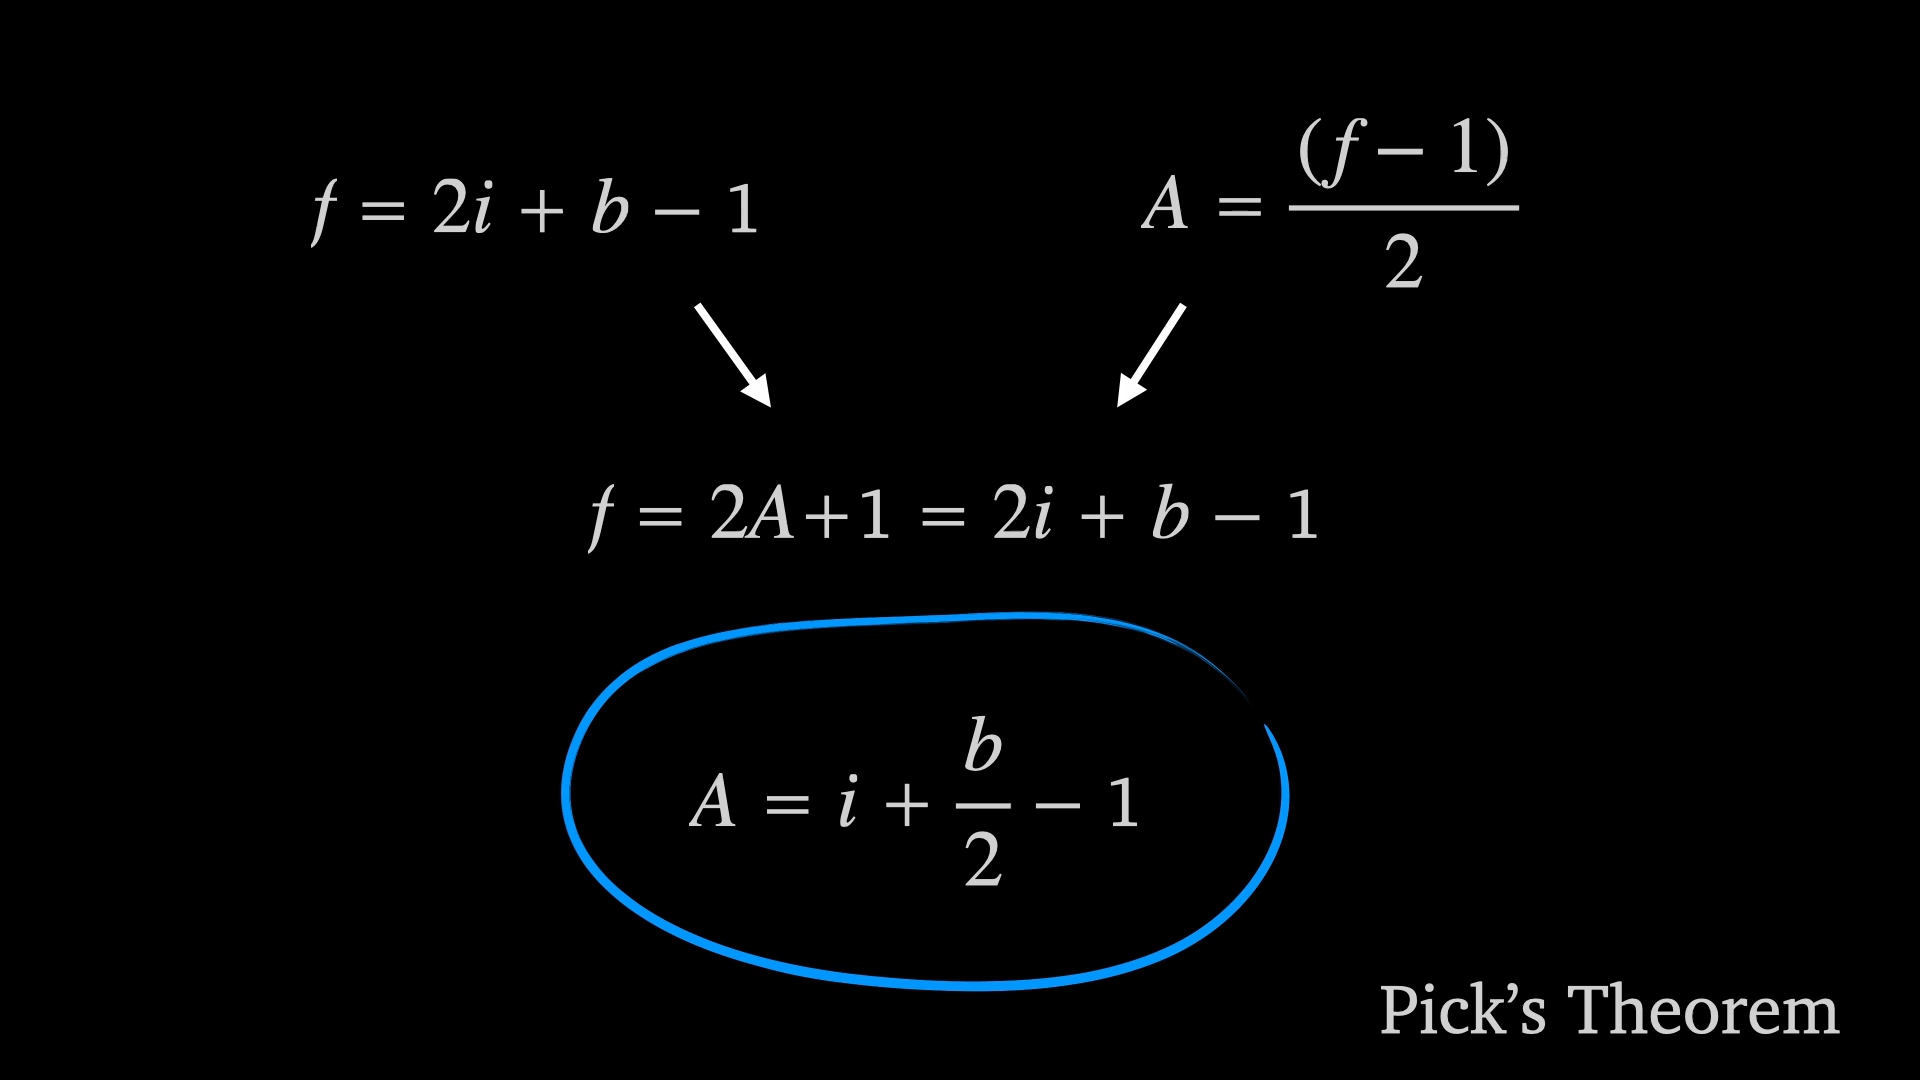 f = 2i + b − 1
A = (f − 1) / 2
f = 2A+1 = 2i + b − 1
A = i + b/2 − 1
Pick’s Theorem